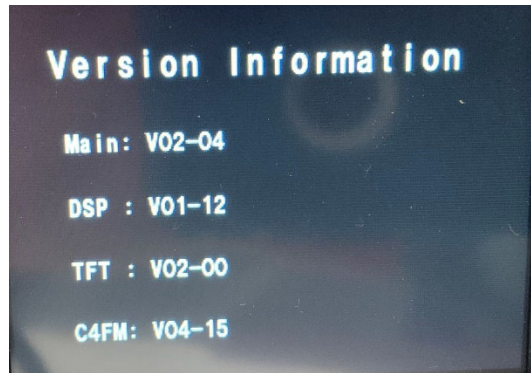 Version Information
Main: V02-04
DSP : V01-12
TFT : V02-00
C4FM: V04-15